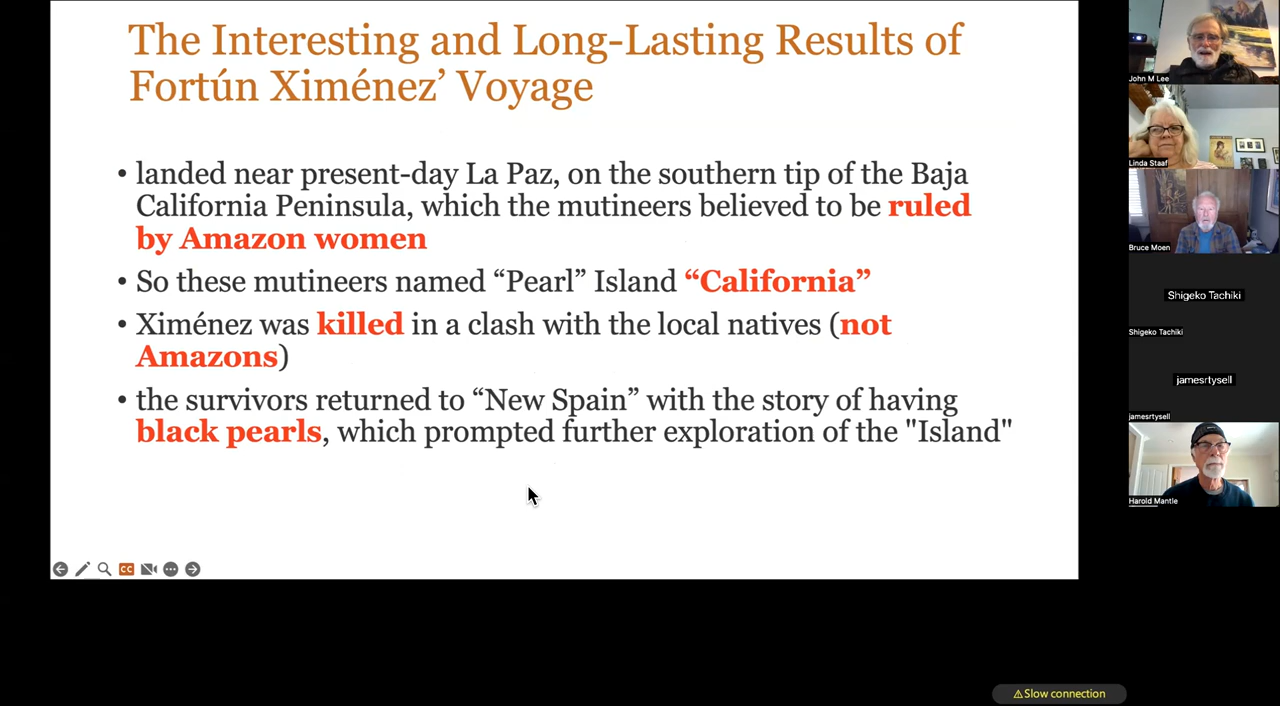 The Interesting and Long-Lasting Results of
Fortún Ximénez’ Voyage
• landed near present-day La Paz, on the southern tip of the Baja
California Peninsula, which the mutineers believed to be ruled
by Amazon women
• So these mutineers named “Pearl” Island “California”
• Ximénez was killed in a clash with the local natives (not
Amazons)
• the survivors returned to “New Spain” with the story of having
black pearls, which prompted further exploration of the "Island"
CC
John M Lee
Linda Staaf
Bruce Moen
Shigeko Tachiki
Shigeko Tachiki
jamesrtysell
jamesrtysell
Harold Mantle
Slow connection